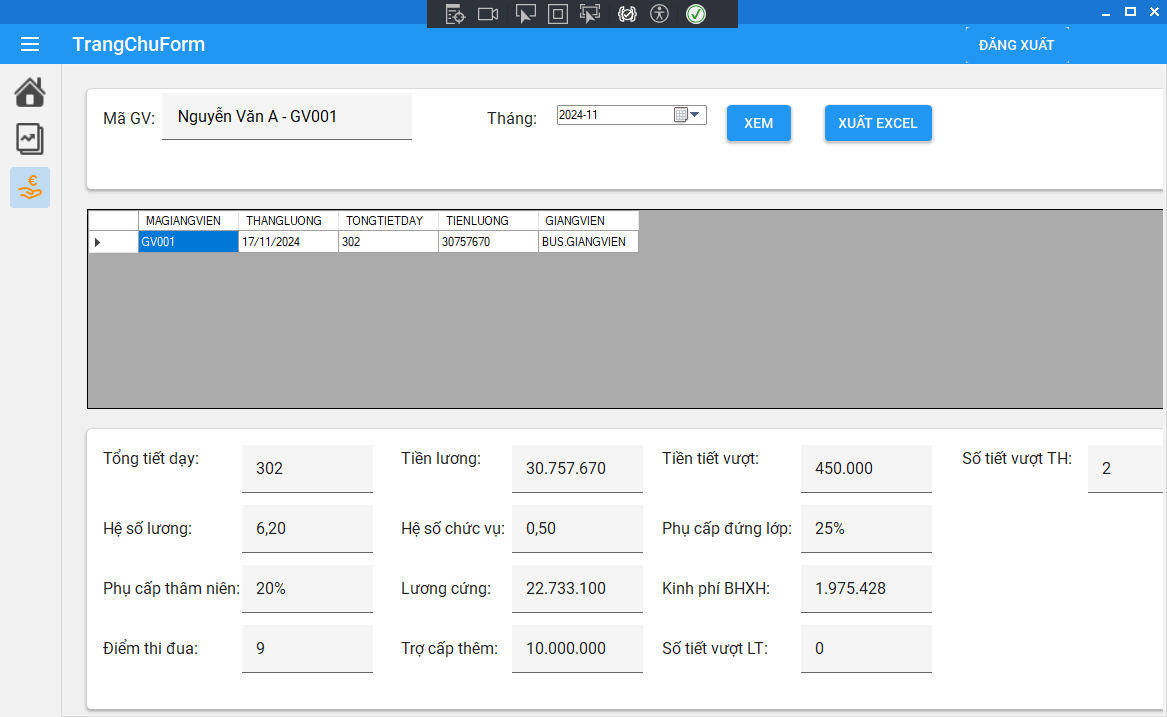 TrangChuForm
ĐĂNG XUẤT
Mã GV: Nguyễn Văn A - GV001 Tháng: 2024-11 XEM XUẤT EXCEL
MAGIANGVIEN THANGLUONG TONGTIETDAY TIENLUONG GIANGVIEN
GV001 17/11/2024 302 30757670 BUS.GIANGVIEN
Tổng tiết dạy: 302 Tiền lương: 30.757.670 Tiền tiết vượt: 450.000 Số tiết vượt TH: 2
Hệ số lương: 6,20 Hệ số chức vụ: 0,50 Phụ cấp đứng lớp: 25%
Phụ cấp thâm niên: 20% Lương cứng: 22.733.100 Kinh phí BHXH: 1.975.428
Điểm thi đua: 9 Trợ cấp thêm: 10.000.000 Số tiết vượt LT: 0